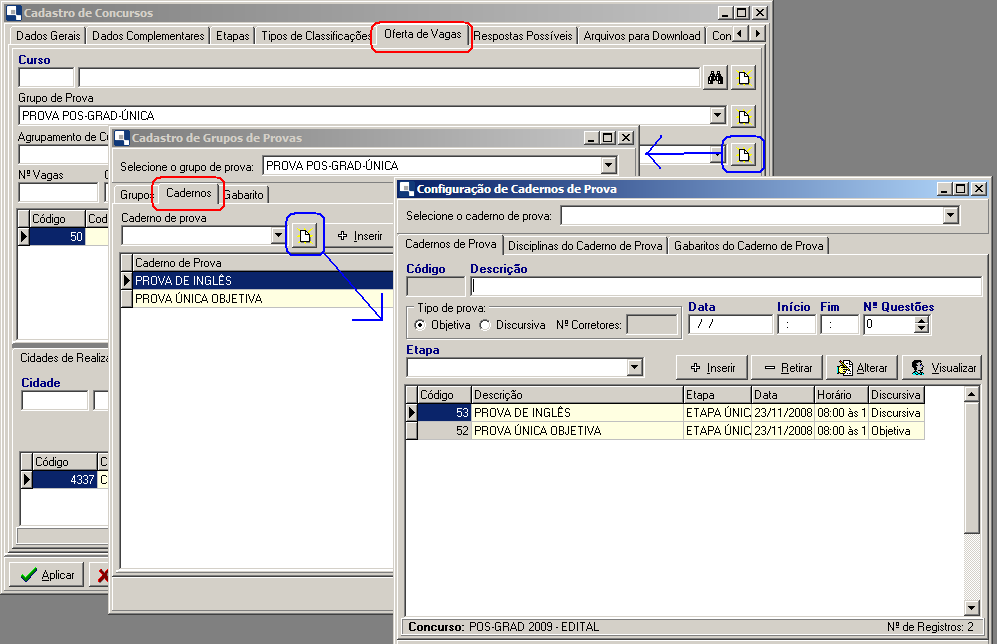 Cadastro de Concursos
Dados Gerais
Dados Complementares
Etapas
Tipos de Classificações
Oferta de Vagas
Respostas Possíveis
Arquivos para Download
Con
Curso
Grupo de Prova
PROVA POS-GRAD-ÚNICA
Agrupamento de C
Nº Vagas
Código
Cod
50
Cidades de Realiza
Cidade
Código
4337
Aplicar
Cadastro de Grupos de Provas
Selecione o grupo de prova:
PROVA POS-GRAD-ÚNICA
Grupos
Cadernos
Gabarito
Caderno de prova
Inserir
Caderno de Prova
PROVA DE INGLÊS
PROVA ÚNICA OBJETIVA
Configuração de Cadernos de Prova
Selecione o caderno de prova:
Cadernos de Prova
Disciplinas do Caderno de Prova
Gabaritos do Caderno de Prova
Código
Descrição
Tipo de prova:
Objetiva
Discursiva
Nº Corretores:
Data
Início
Fim
Nº Questões
/ /
:
:
0
Etapa
Inserir
Retirar
Alterar
Visualizar
Código Descrição Etapa Data Horário Discursiva
53 PROVA DE INGLÊS ETAPA ÚNIC. 23/11/2008 08:00 às 1 Discursiva
52 PROVA ÚNICA OBJETIVA ETAPA ÚNIC. 23/11/2008 08:00 às 1 Objetiva
Concurso: POS-GRAD 2009 - EDITAL
Nº de Registros: 2